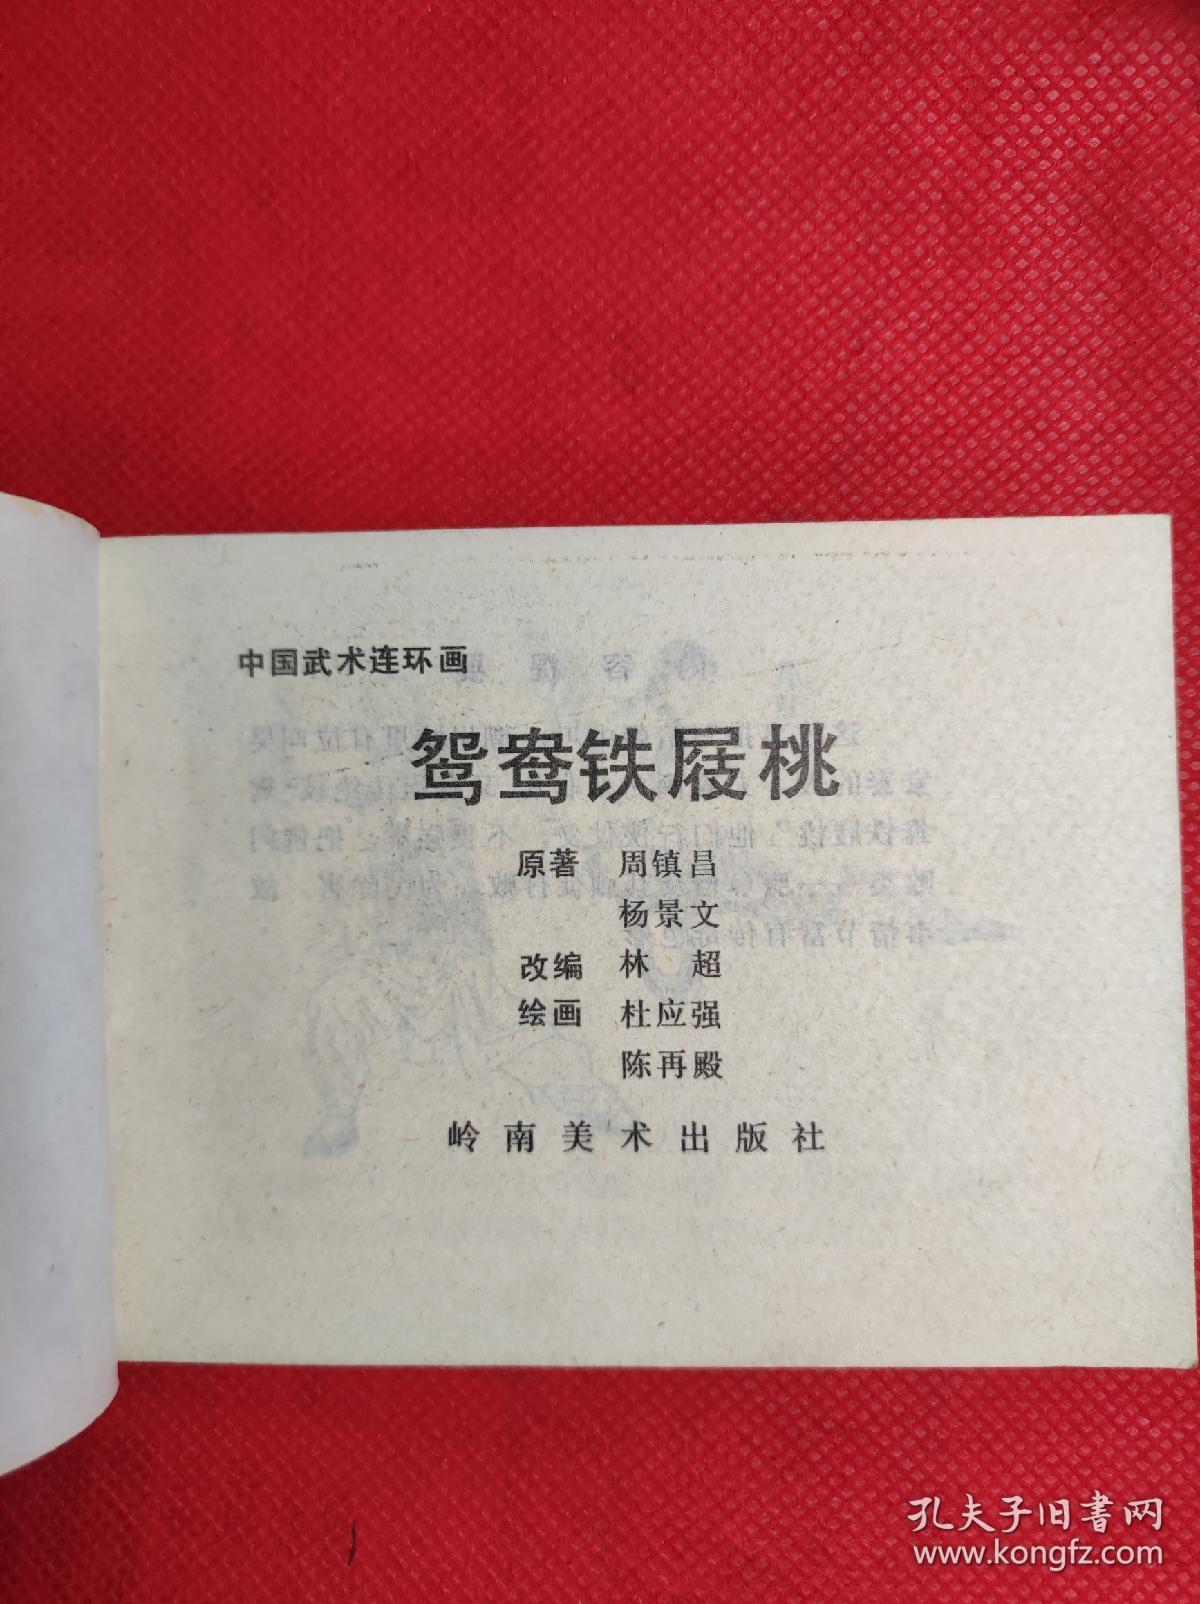 中国武术连环画
鸳鸯铁屐桃
原著 周镇昌
杨景文
改编 林 超
绘画 杜应强
陈再殿
岭南美术出版社
孔夫子旧书网
www.kongfz.com